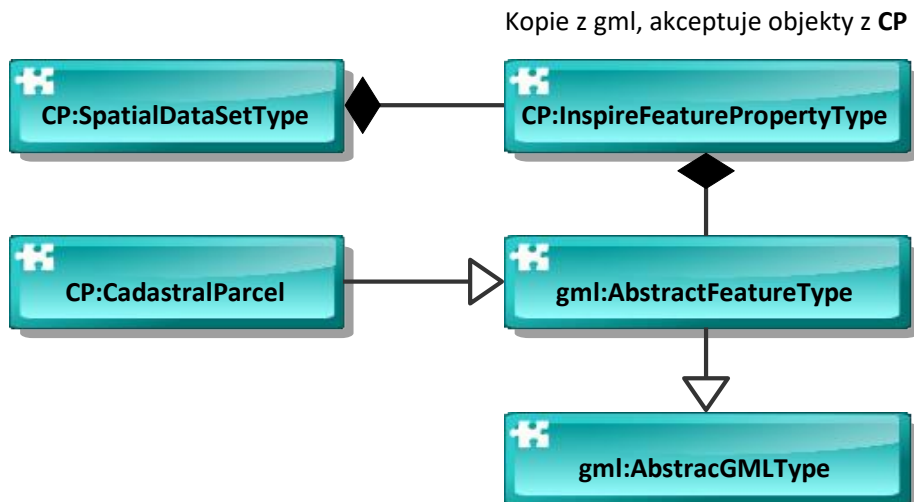 Kopie z gml, akceptuje objekty z CP
CP:SpatialDataSetType
CP:InspireFeaturePropertyType
CP:CadastralParcel
gml:AbstractFeatureType
gml:AbstracGMLType